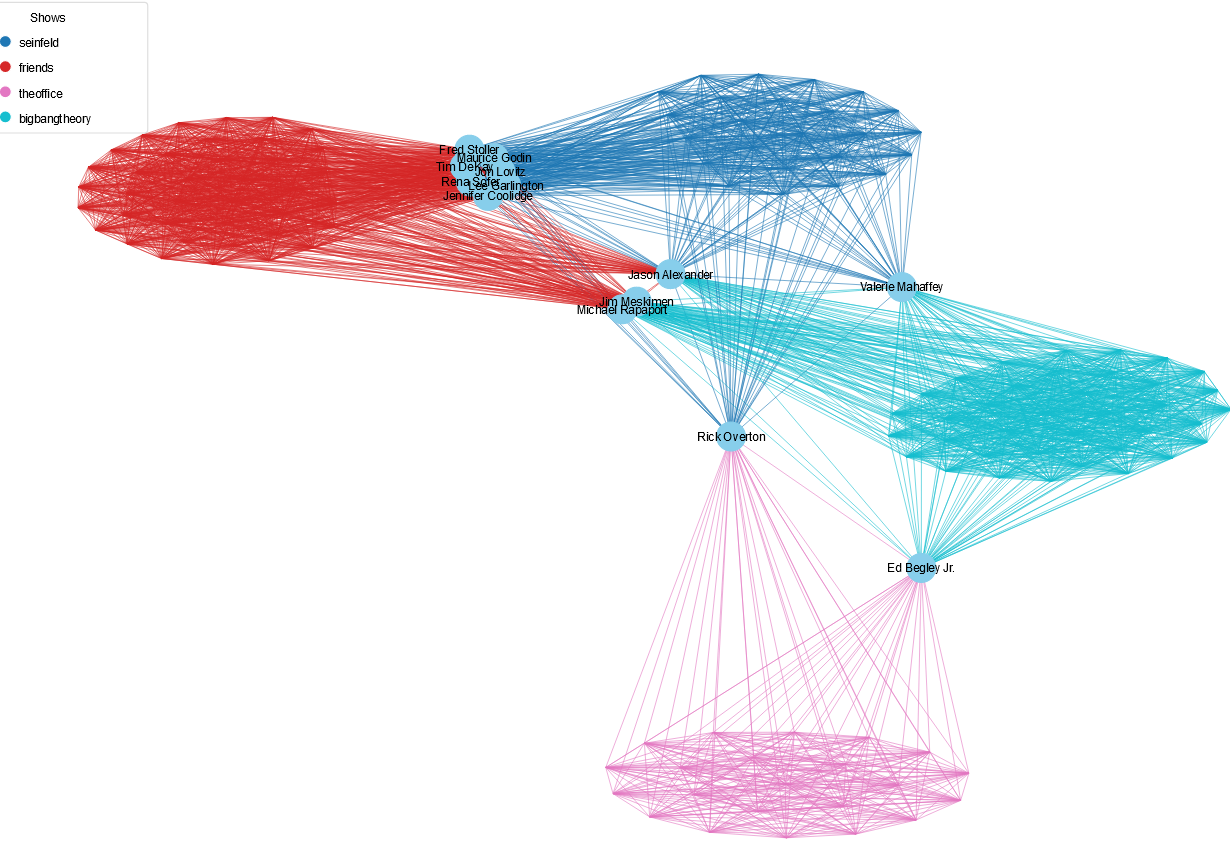 Shows
seinfeld
friends
theoffice
bigbangtheory
Fred Stoller
Maurice Godin
Tim DeKay
Jon Lovitz
Rena Sofer
Lee Garlington
Jennifer Coolidge
Jason Alexander
Valerie Mahaffey
Jim Meskimen
Michael Rapaport
Rick Overton
Ed Begley Jr.